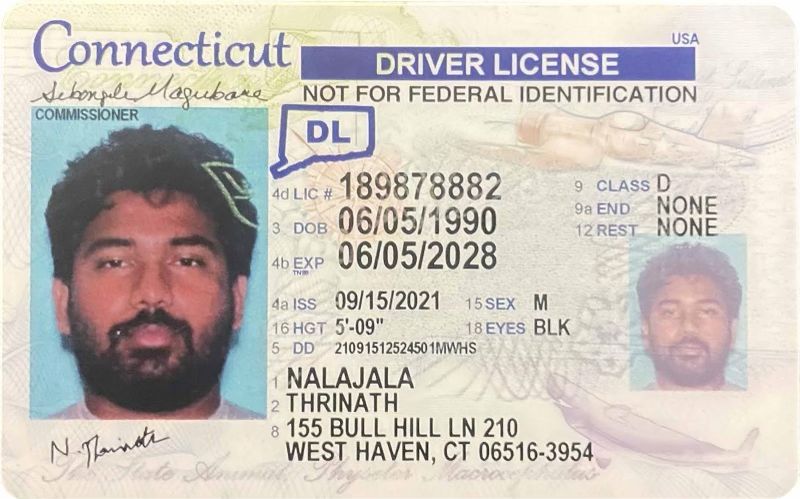 Connecticut
USA
DRIVER LICENSE
NOT FOR FEDERAL IDENTIFICATION
COMMISSIONER
DL
4d LIC # 189878882
9 CLASS D
3 DOB 06/05/1990
9a END NONE
12 REST NONE
4b EXP 06/05/2028
4a ISS 09/15/2021 15 SEX M
16 HGT 5'-09" 18 EYES BLK
5 DD 21091512524501MWHS
1 NALAJALA
2 THRINATH
8 155 BULL HILL LN 210
WEST HAVEN, CT 06516-3954
The State Animal, Physeter Macrocephalus